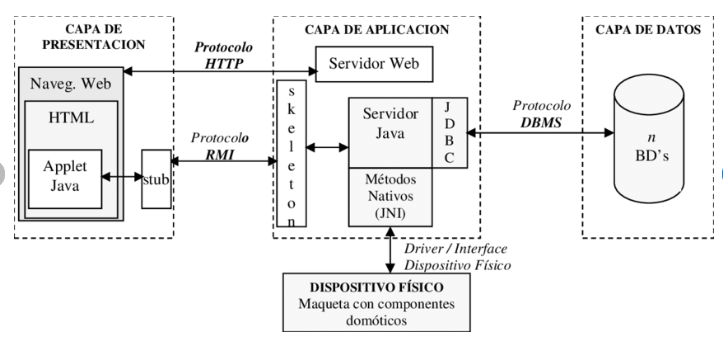 CAPA DE
PRESENTACION
Naveg. Web
HTML
Applet
Java
stub
Protocolo
HTTP
Protocolo
RMI
CAPA DE APLICACION
Servidor Web
s
k
e
l
e
t
o
n
Servidor
Java
J
D
B
C
Métodos
Nativos
(JNI)
Protocolo
DBMS
CAPA DE DATOS
n
BD's
Driver / Interface
Dispositivo Físico
DISPOSITIVO FÍSICO
Maqueta con componentes
domóticos